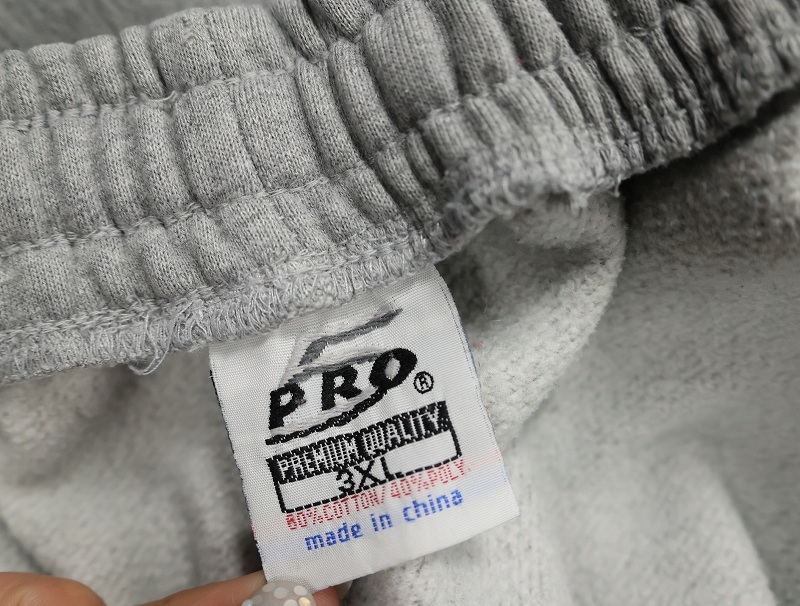 PRO®
PREMIUM QUALITY
3XL
60%COTTON/40%POLY.
made in china